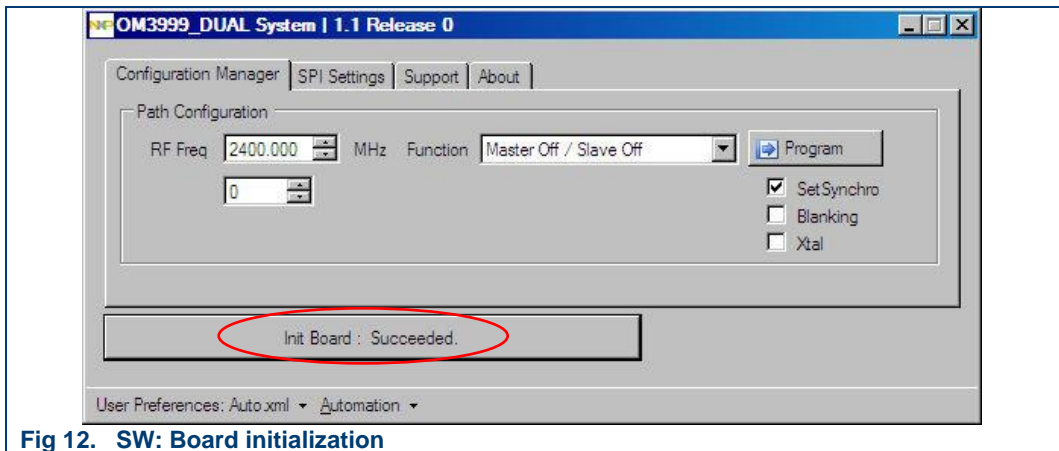 NXP OM3999_DUAL System | 1.1 Release 0
Configuration Manager SPI Settings Support About
Path Configuration
RF Freq 2400.000 MHz Function Master Off / Slave Off Program
0 SetSynchro
Blanking
Xtal
Init Board : Succeeded.
User Preferences: Auto.xml Automation
Fig 12. SW: Board initialization